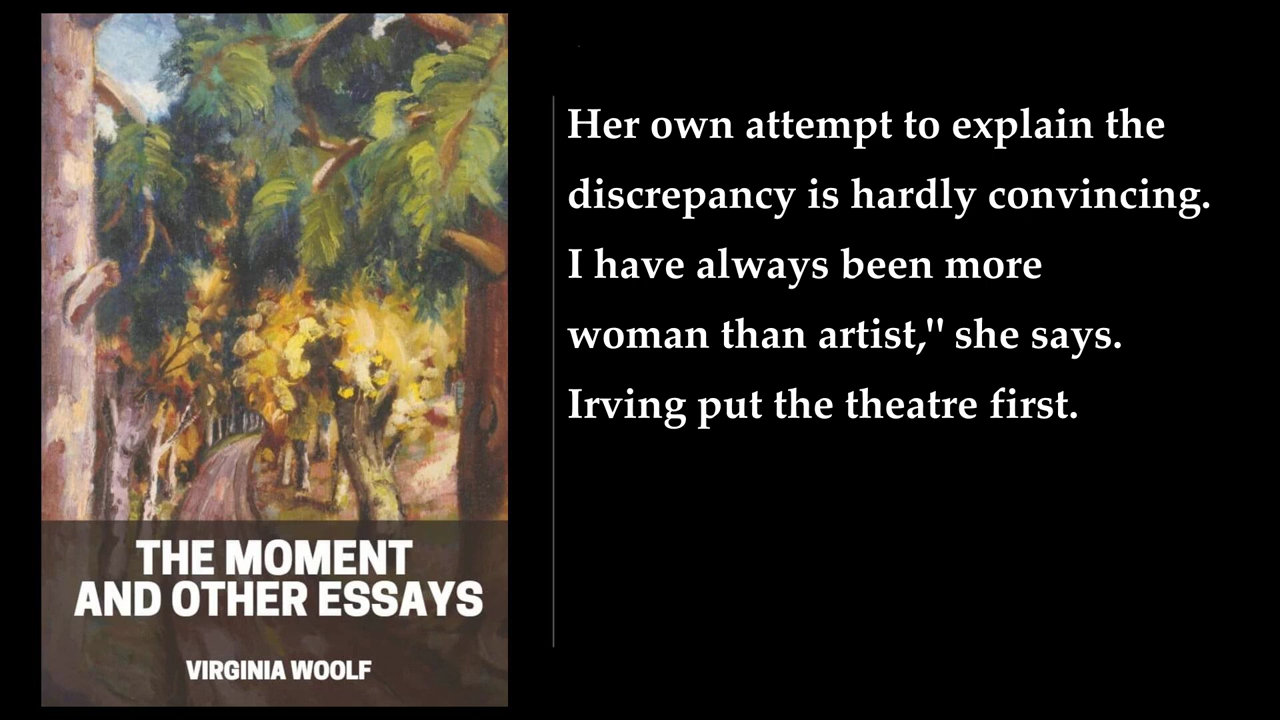 THE MOMENT
AND OTHER ESSAYS
VIRGINIA WOOLF
Her own attempt to explain the
discrepancy is hardly convincing.
I have always been more
woman than artist," she says.
Irving put the theatre first.